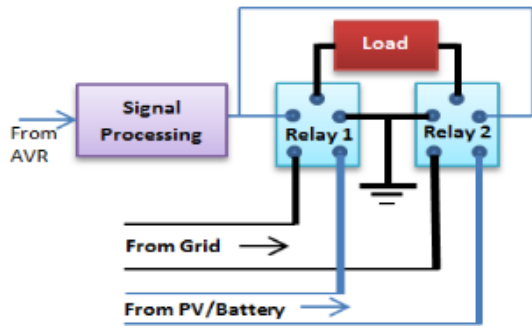 Load
Signal
Processing
Relay 1
Relay 2
From
AVR
From Grid
From PV/Battery